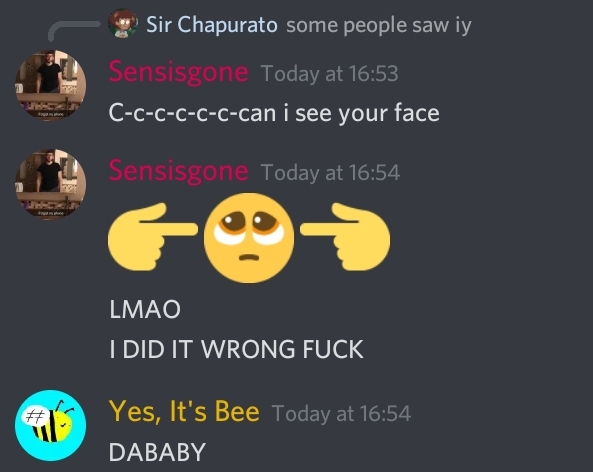 Sir Chapurato some people saw iy
Sensisgone Today at 16:53
C-c-c-c-c-c-can i see your face
Sensisgone Today at 16:54
👉🥺👈
LMAO
I DID IT WRONG FUCK
Yes, It's Bee Today at 16:54
DABABY